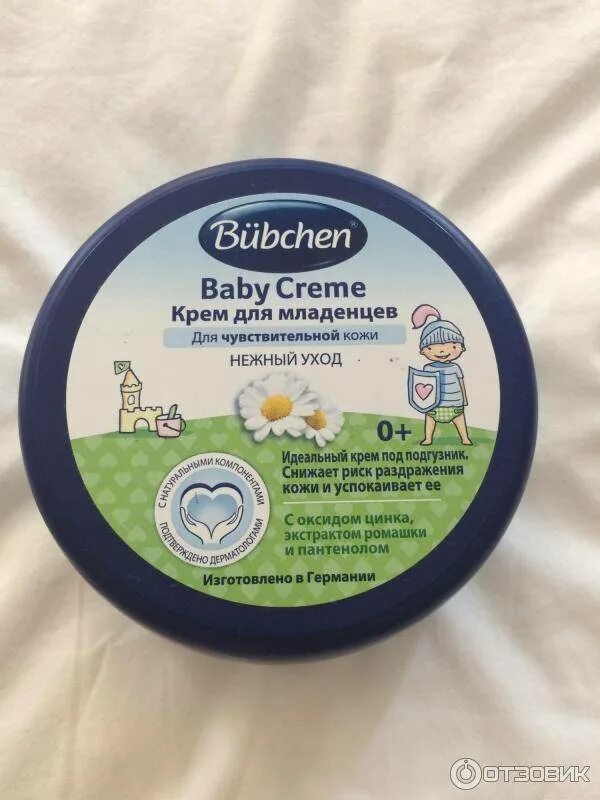 Bübchen®
Baby Creme
Крем для младенцев
Для чувствительной кожи
НЕЖНЫЙ УХОД
0+
Идеальный крем под подгузник.
Снижает риск раздражения
кожи и успокаивает ее
С оксидом цинка,
экстрактом ромашки
и пантенолом
С НАТУРАЛЬНЫМИ КОМПОНЕНТАМИ
ПОДТВЕРЖДЕНО ДЕРМАТОЛОГАМИ
Изготовлено в Германии
ОТЗОВИК